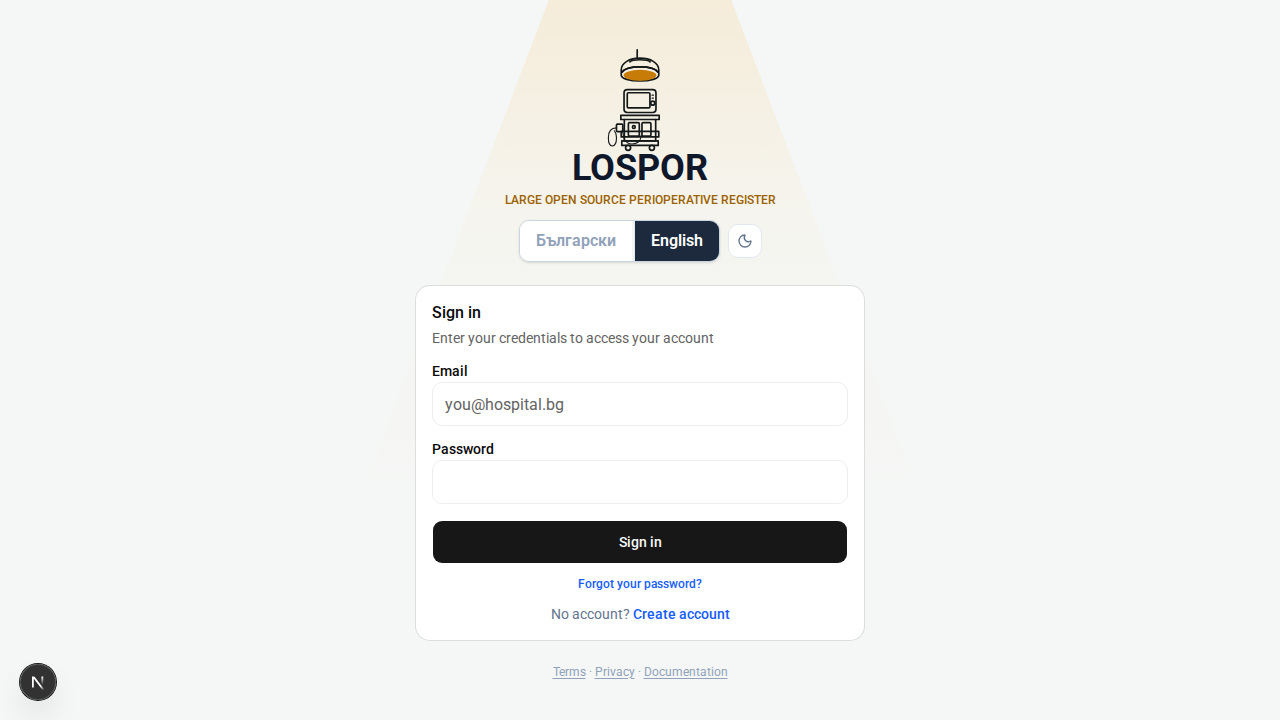 LOSPOR
LARGE OPEN SOURCE PERIOPERATIVE REGISTER
Български English
Sign in
Enter your credentials to access your account
Email
you@hospital.bg
Password
Sign in
Forgot your password?
No account? Create account
Terms · Privacy · Documentation
N